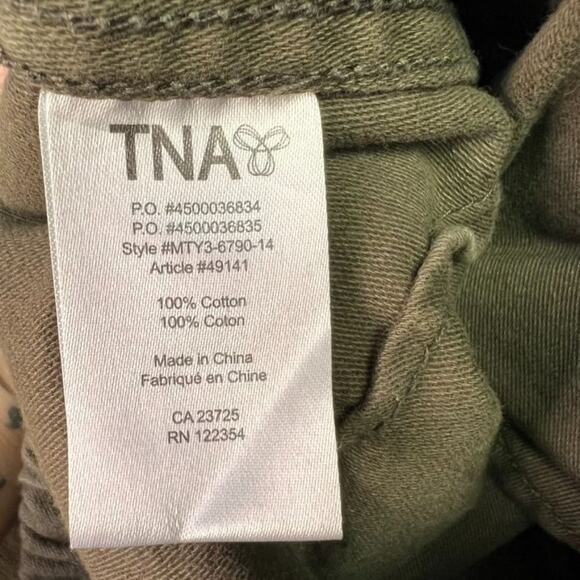 TNA
P.O. #4500036834
P.O. #4500036835
Style #MTY3-6790-14
Article #49141
100% Cotton
100% Coton
Made in China
Fabriqué en Chine
CA 23725
RN 122354